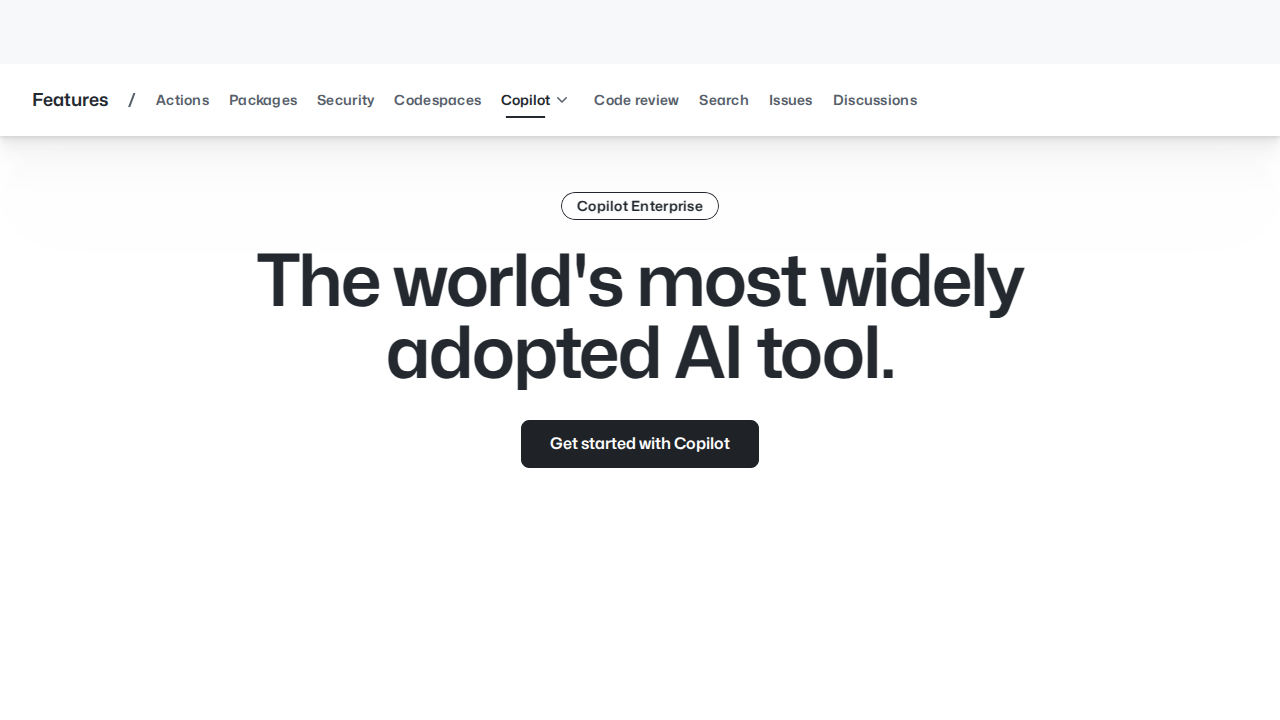 Features / Actions Packages Security Codespaces Copilot Code review Search Issues Discussions
Copilot Enterprise
The world's most widely
adopted AI tool.
Get started with Copilot